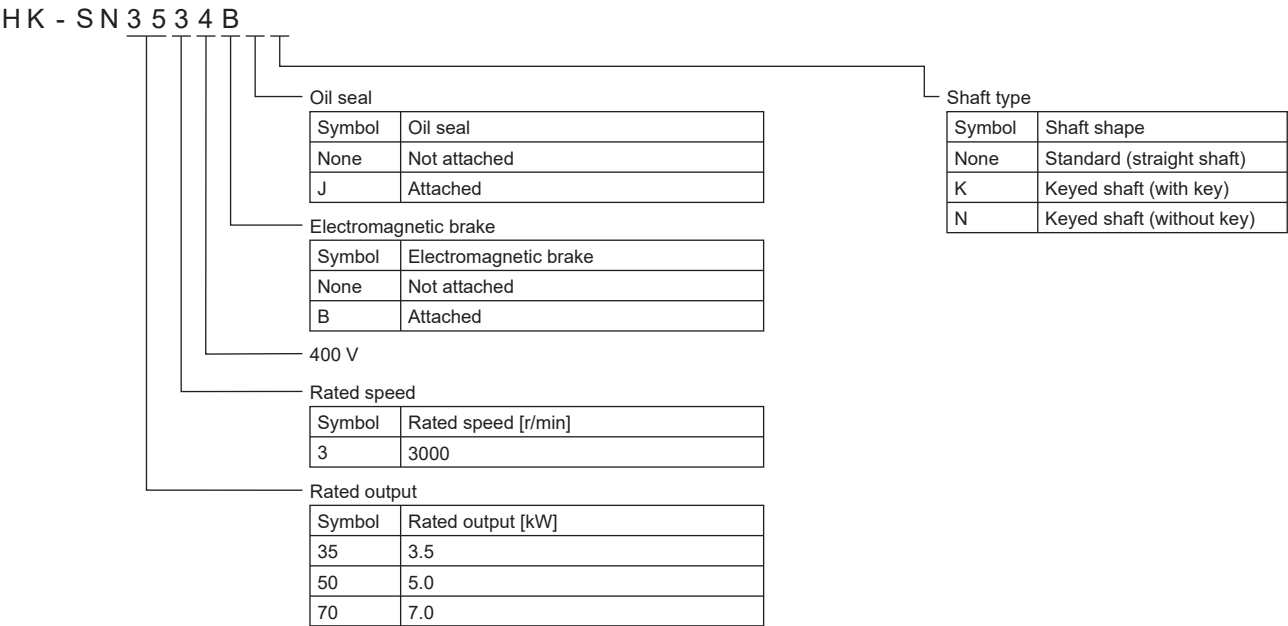 HK-SN3534B
Oil seal
Symbol Oil seal
None Not attached
J Attached
Electromagnetic brake
Symbol Electromagnetic brake
None Not attached
B Attached
400 V
Rated speed
Symbol Rated speed [r/min]
3 3000
Rated output
Symbol Rated output [kW]
35 3.5
50 5.0
70 7.0
Shaft type
Symbol Shaft shape
None Standard (straight shaft)
K Keyed shaft (with key)
N Keyed shaft (without key)